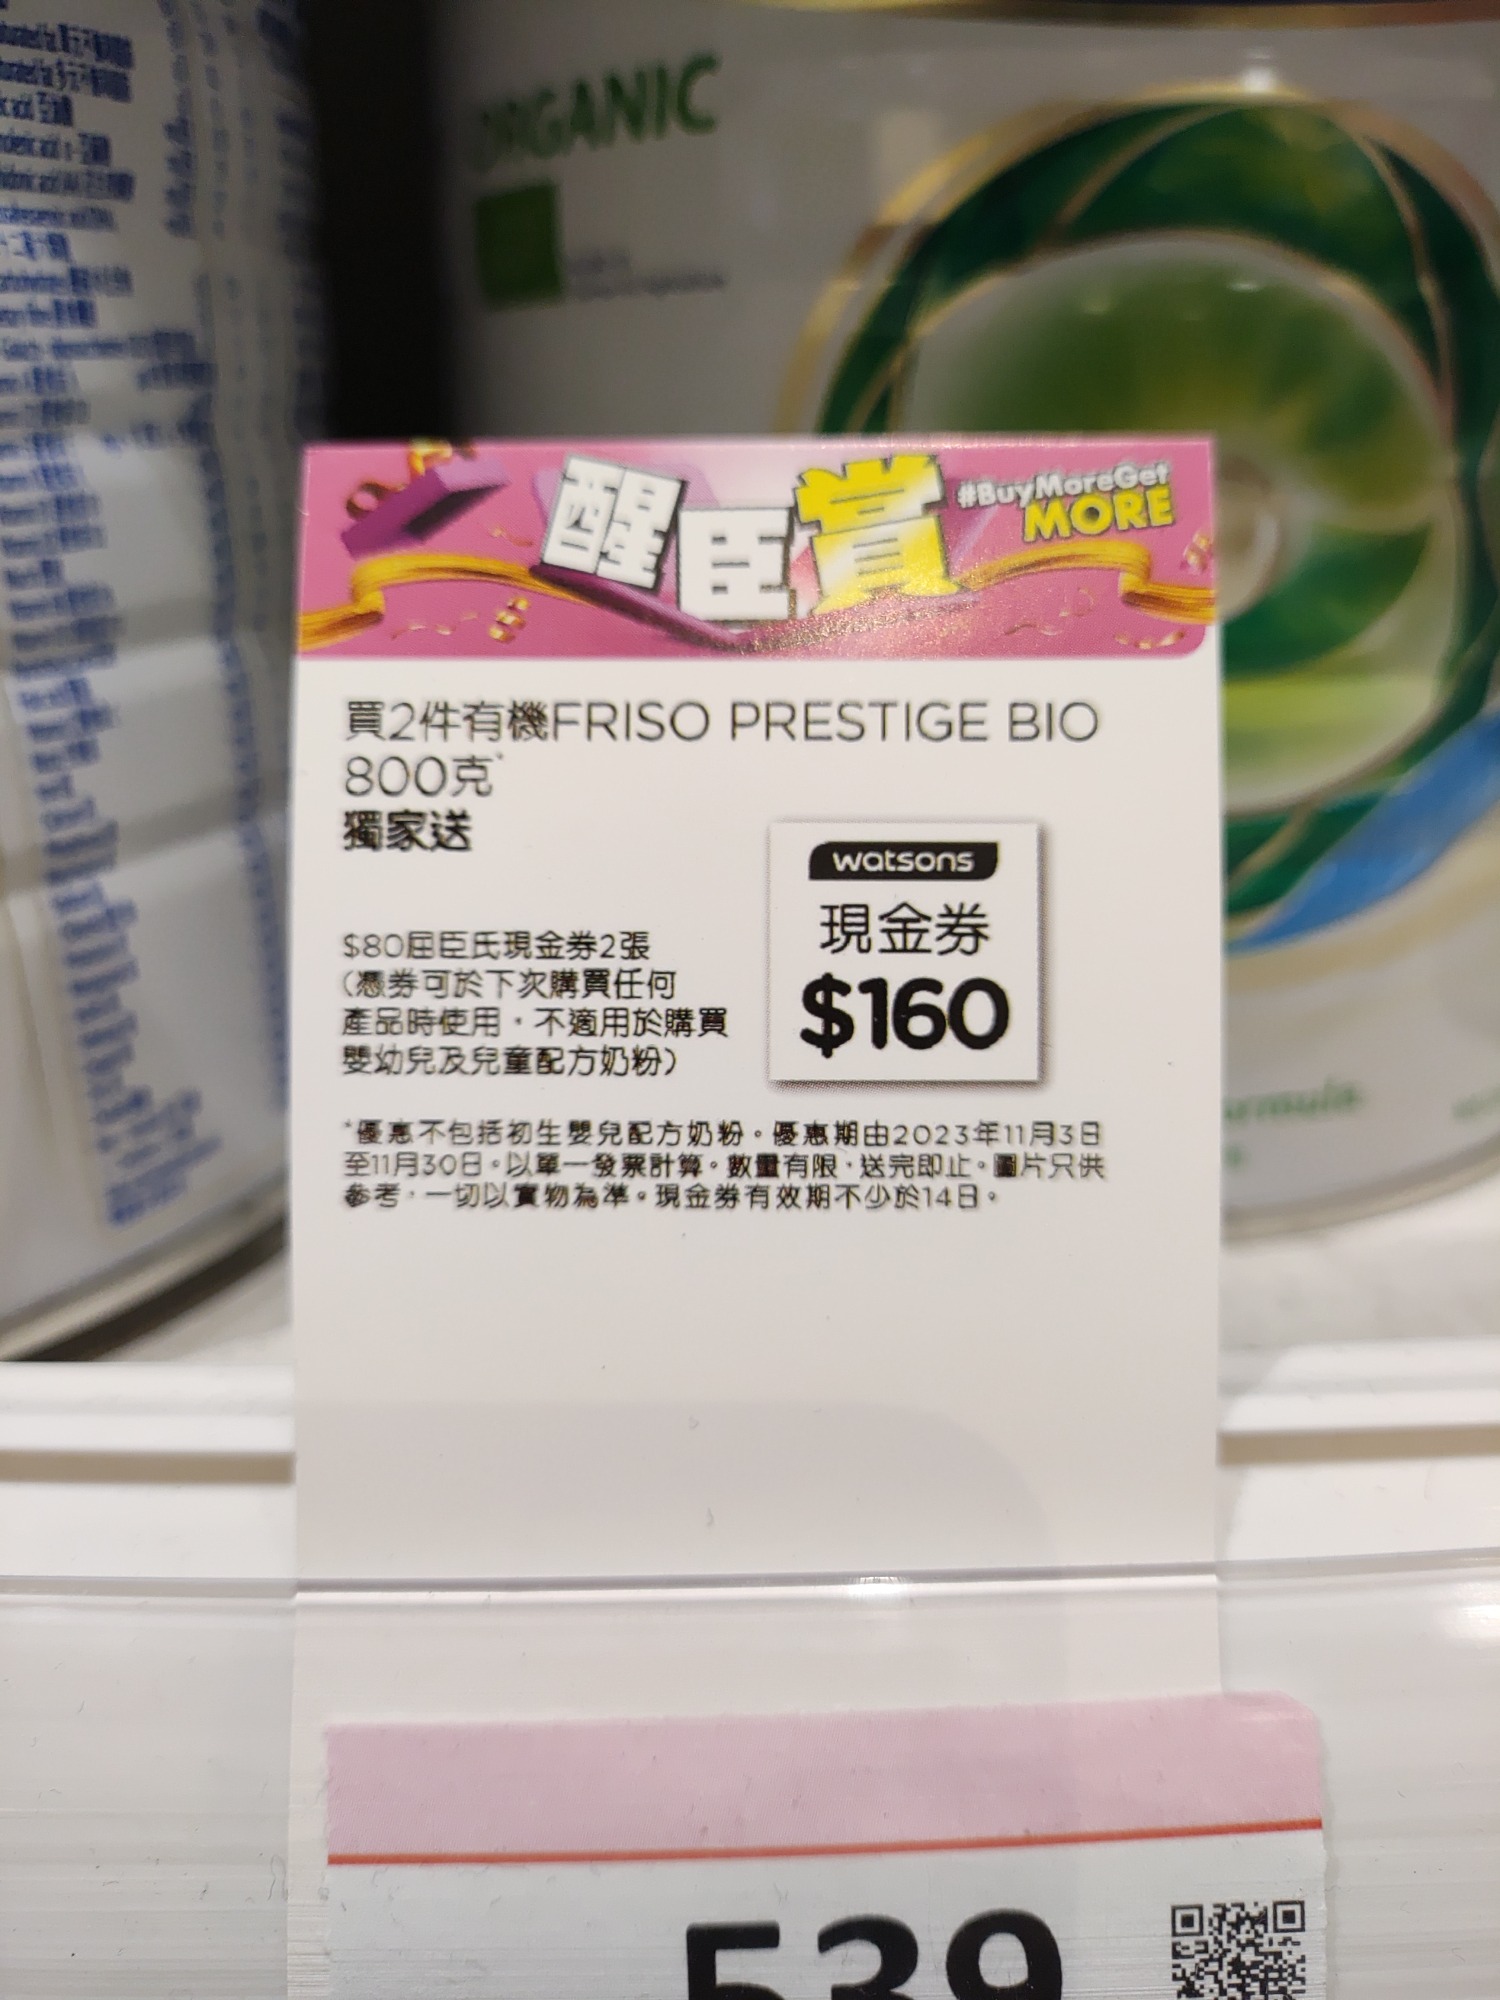 ORGANIC
醒臣賞
#BuyMoreGet
MORE
買2件有機FRISO PRESTIGE BIO
800克*
獨家送
watsons
現金券
$160
$80屈臣氏現金券2張
(憑券可於下次購買任何
產品時使用，不適用於購買
嬰幼兒及兒童配方奶粉)
*優惠不包括初生嬰兒配方奶粉。優惠期由2023年11月3日
至11月30日。以單一發票計算。數量有限，送完即止。圖片只供
參考，一切以實物為準。現金券有效期不少於14日。
539